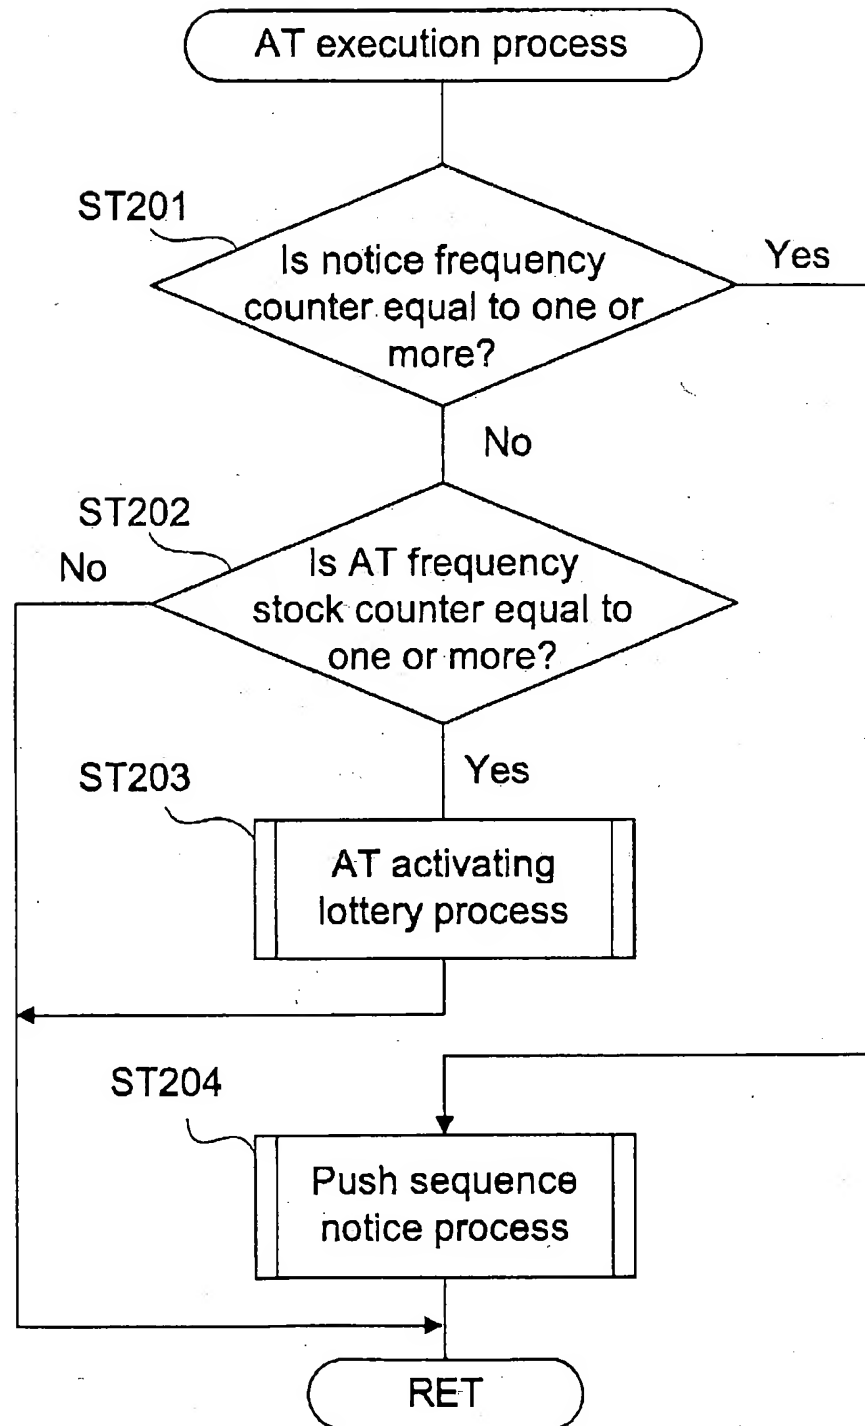 AT execution process
ST201
Is notice frequency
counter equal to one or
more?
Yes
No
ST202
No
Is AT frequency
stock counter equal to
one or more?
Yes
ST203
AT activating
lottery process
ST204
Push sequence
notice process
RET